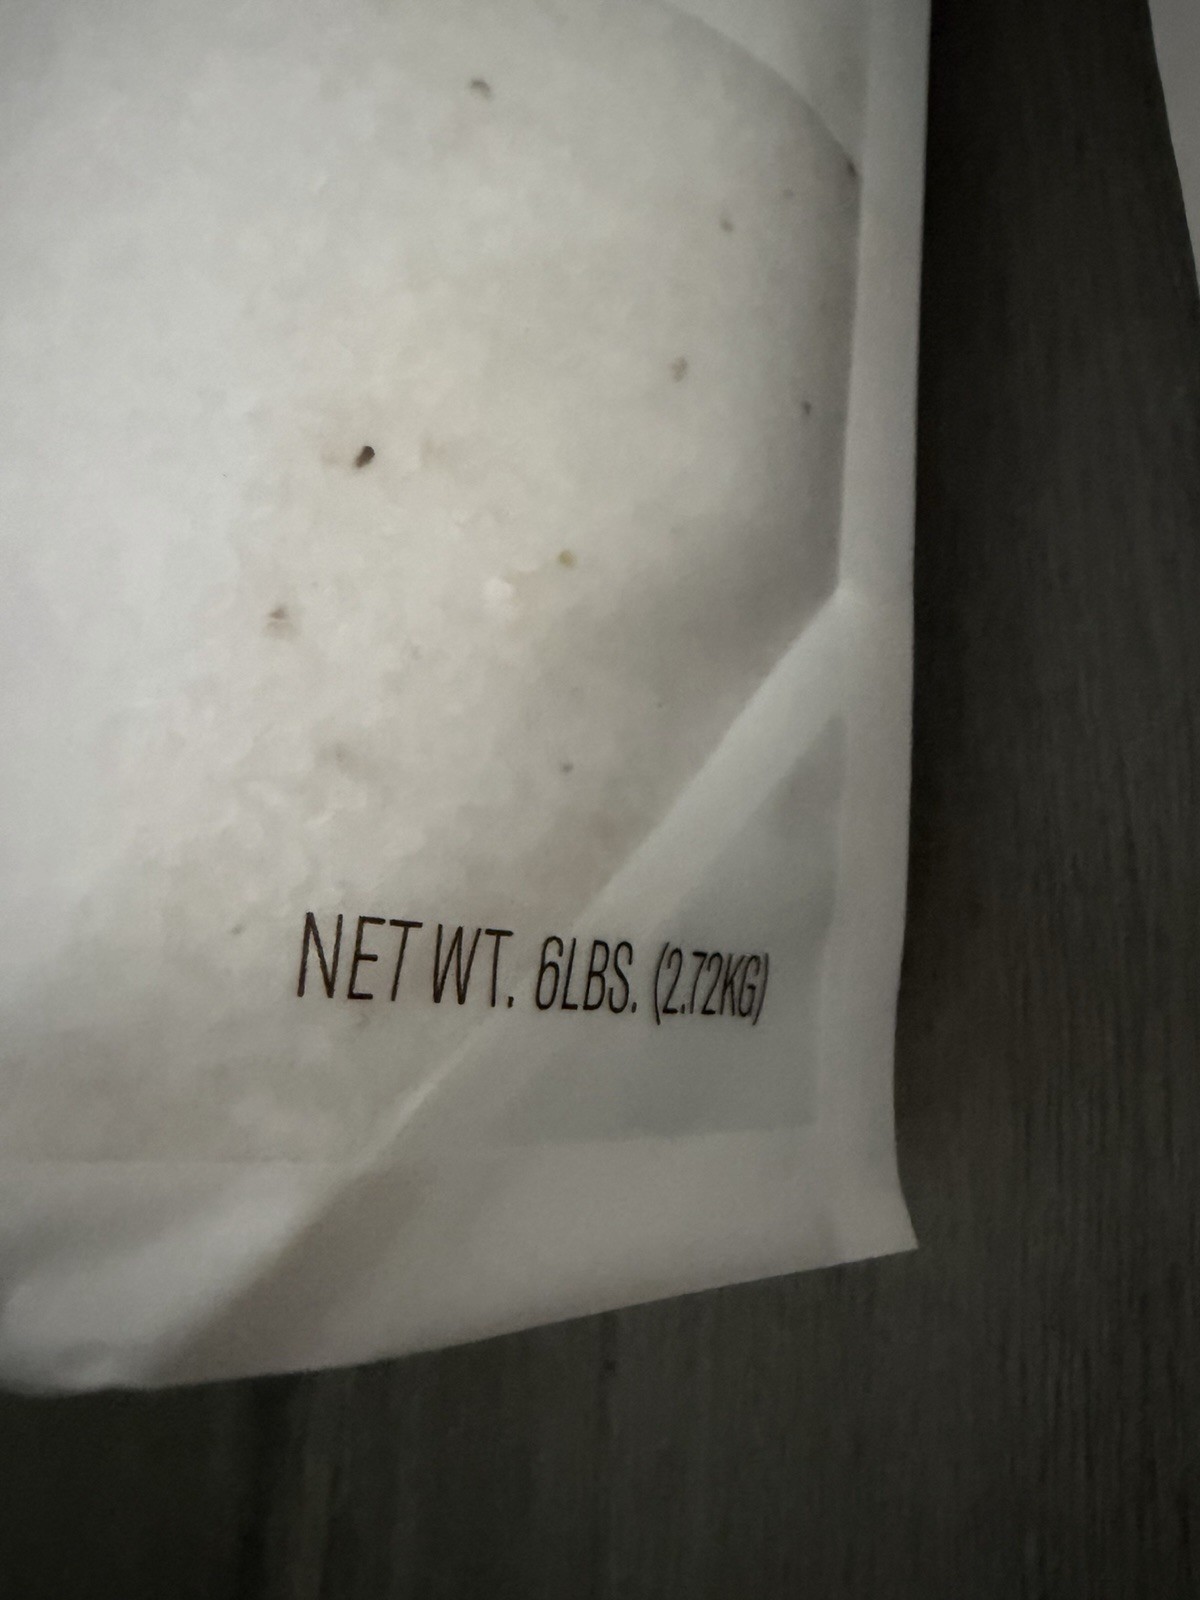 NET WT. 6LBS. (2.72KG)